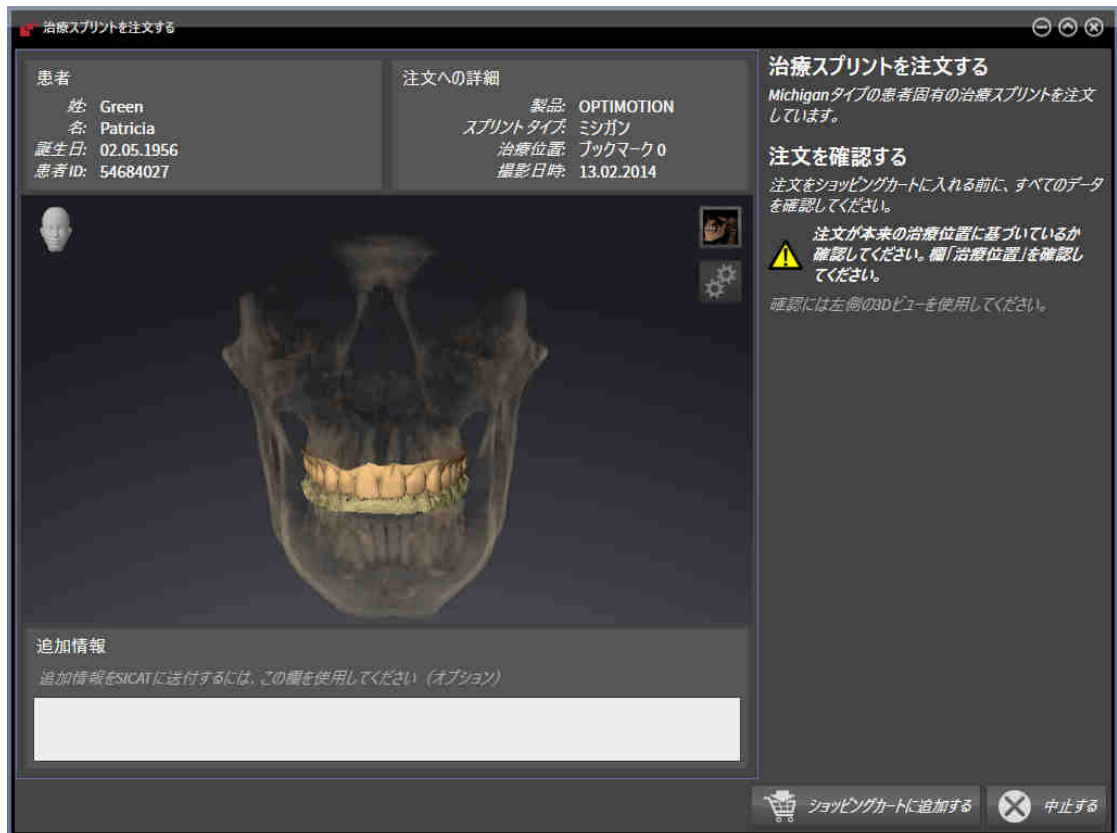 治療スプリントを注文する
患者
姓: Green
名: Patricia
誕生日: 02.05.1956
患者ID: 54684027
注文への詳細
製品: OPTIMOTION
スプリント タイプ: ミシガン
治療位置: ブックマーク 0
撮影日時: 13.02.2014
追加情報
追加情報をSICATに送付するには、この欄を使用してください（オプション）
治療スプリントを注文する
Michiganタイプの患者固有の治療スプリントを注文
しています。
注文を確認する
注文をショッピングカートに入れる前に、すべてのデータ
を確認してください。
注文が本来の治療位置に基づいているか
確認してください。欄「治療位置」を確認し
てください。
確認には左側の3Dビューを使用してください。
ショッピングカートに追加する
中止する